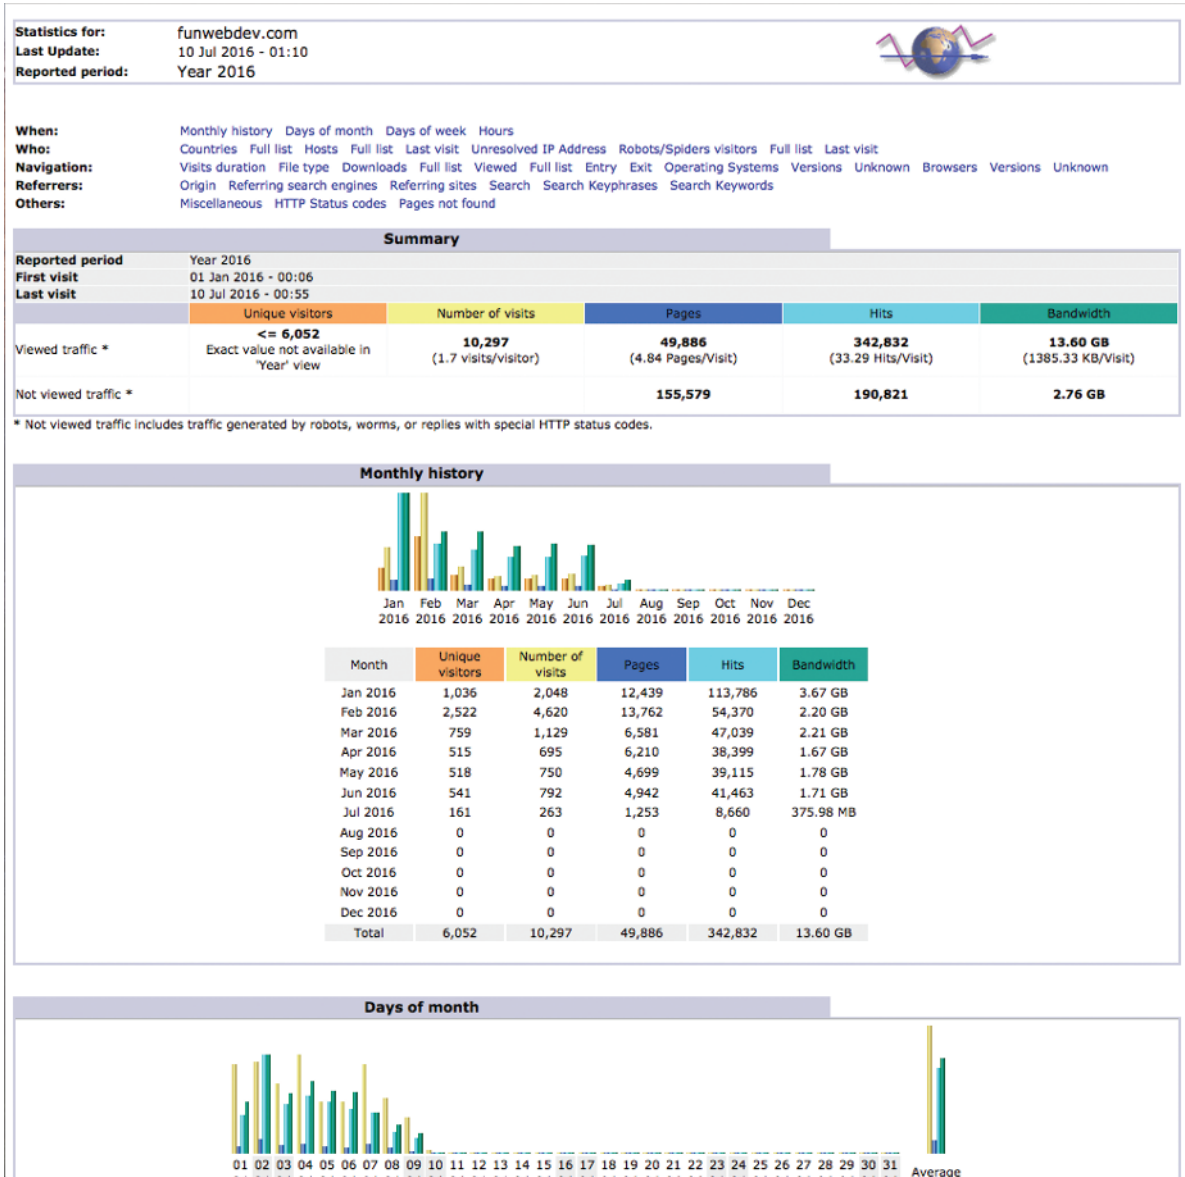 Statistics for: funwebdev.com
Last Update: 10 Jul 2016 - 01:10
Reported period: Year 2016
When: Monthly history Days of month Days of week Hours
Who: Countries Full list Hosts Full list Last visit Unresolved IP Address Robots/Spiders visitors Full list Last visit
Navigation: Visits duration File type Downloads Full list Viewed Full list Entry Exit Operating Systems Versions Unknown Browsers Versions Unknown
Referrers: Origin Referring search engines Referring sites Search Search Keyphrases Search Keywords
Others: Miscellaneous HTTP Status codes Pages not found
Summary
Reported period Year 2016
First visit 01 Jan 2016 - 00:06
Last visit 10 Jul 2016 - 00:55
Unique visitors Number of visits Pages Hits Bandwidth
Viewed traffic * <= 6,052 10,297 49,886 342,832 13.60 GB
Exact value not available in (1.7 visits/visitor) (4.84 Pages/Visit) (33.29 Hits/Visit) (1385.33 KB/Visit)
'Year' view
Not viewed traffic * 155,579 190,821 2.76 GB
* Not viewed traffic includes traffic generated by robots, worms, or replies with special HTTP status codes.
Monthly history
Jan Feb Mar Apr May Jun Jul Aug Sep Oct Nov Dec
2016 2016 2016 2016 2016 2016 2016 2016 2016 2016 2016 2016
Month Unique visitors Number of visits Pages Hits Bandwidth
Jan 2016 1,036 2,048 12,439 113,786 3.67 GB
Feb 2016 2,522 4,620 13,762 54,370 2.20 GB
Mar 2016 759 1,129 6,581 47,039 2.21 GB
Apr 2016 515 695 6,210 38,399 1.67 GB
May 2016 518 750 4,699 39,115 1.78 GB
Jun 2016 541 792 4,942 41,463 1.71 GB
Jul 2016 161 263 1,253 8,660 375.98 MB
Aug 2016 0 0 0 0 0
Sep 2016 0 0 0 0 0
Oct 2016 0 0 0 0 0
Nov 2016 0 0 0 0 0
Dec 2016 0 0 0 0 0
Total 6,052 10,297 49,886 342,832 13.60 GB
Days of month
01 02 03 04 05 06 07 08 09 10 11 12 13 14 15 16 17 18 19 20 21 22 23 24 25 26 27 28 29 30 31 Average